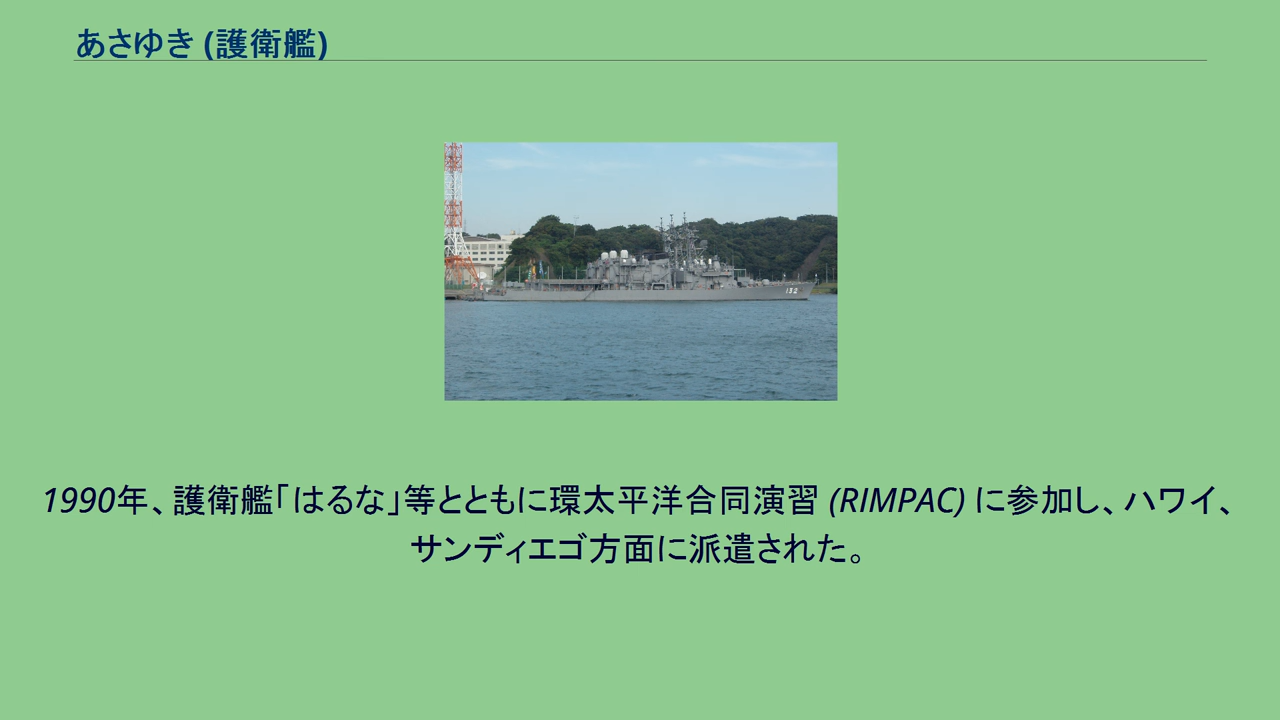 あさゆき (護衛艦)
132
1990年、護衛艦「はるな」等とともに環太平洋合同演習 (RIMPAC) に参加し、ハワイ、
サンディエゴ方面に派遣された。